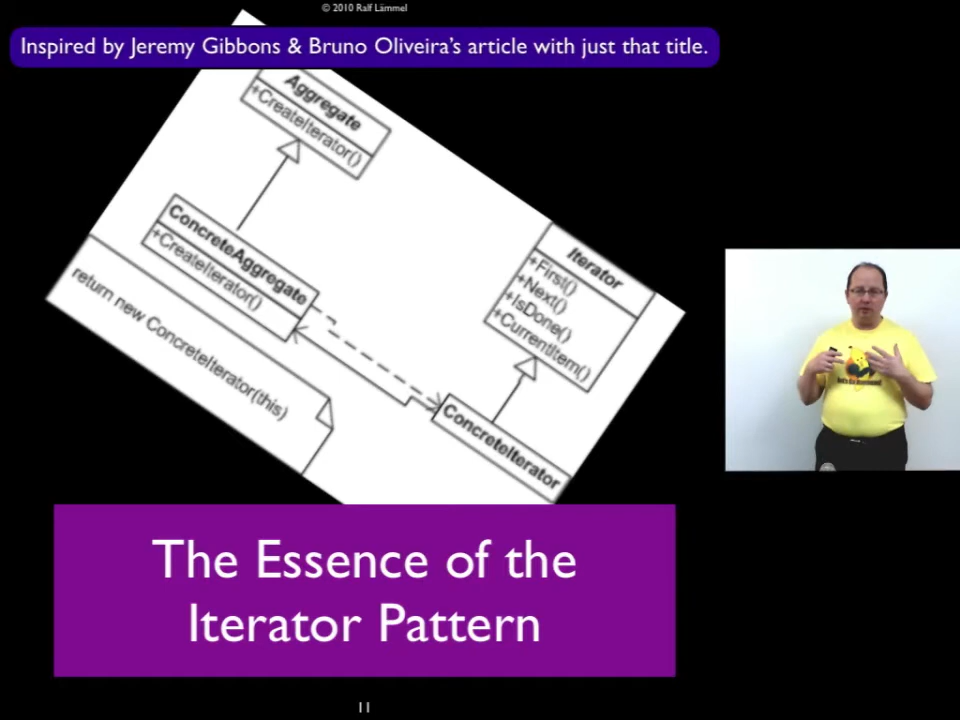 © 2010 Ralf Lämmel
Inspired by Jeremy Gibbons & Bruno Oliveira's article with just that title.
Aggregate
+CreateIterator()
ConcreteAggregate
+CreateIterator()
return new ConcreteIterator(this)
Iterator
+First()
+Next()
+IsDone()
+CurrentItem()
ConcreteIterator
The Essence of the
Iterator Pattern
11